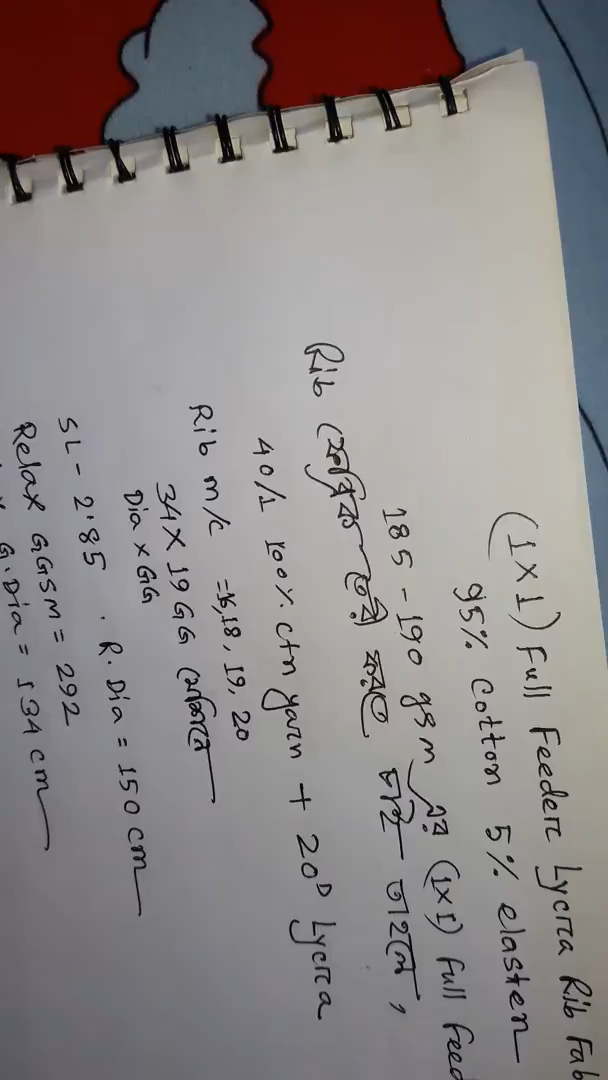 (1×1) Full Feeder Lycra Rib Fab
95% Cotton 5% elasten
185 - 190 gsm এর (1×1) Full Feed
Rib ফেব্রিক তৈরী করতে চাই তাহলে,
40/1 100% ctn yarn + 20D Lycra
Rib m/c = 18, 19, 20
34 × 19 GG মেশিনে
Dia × GG
SL - 2.85 . R. Dia = 150 cm
Relax GGSM = 292
G. Dia = 134 cm